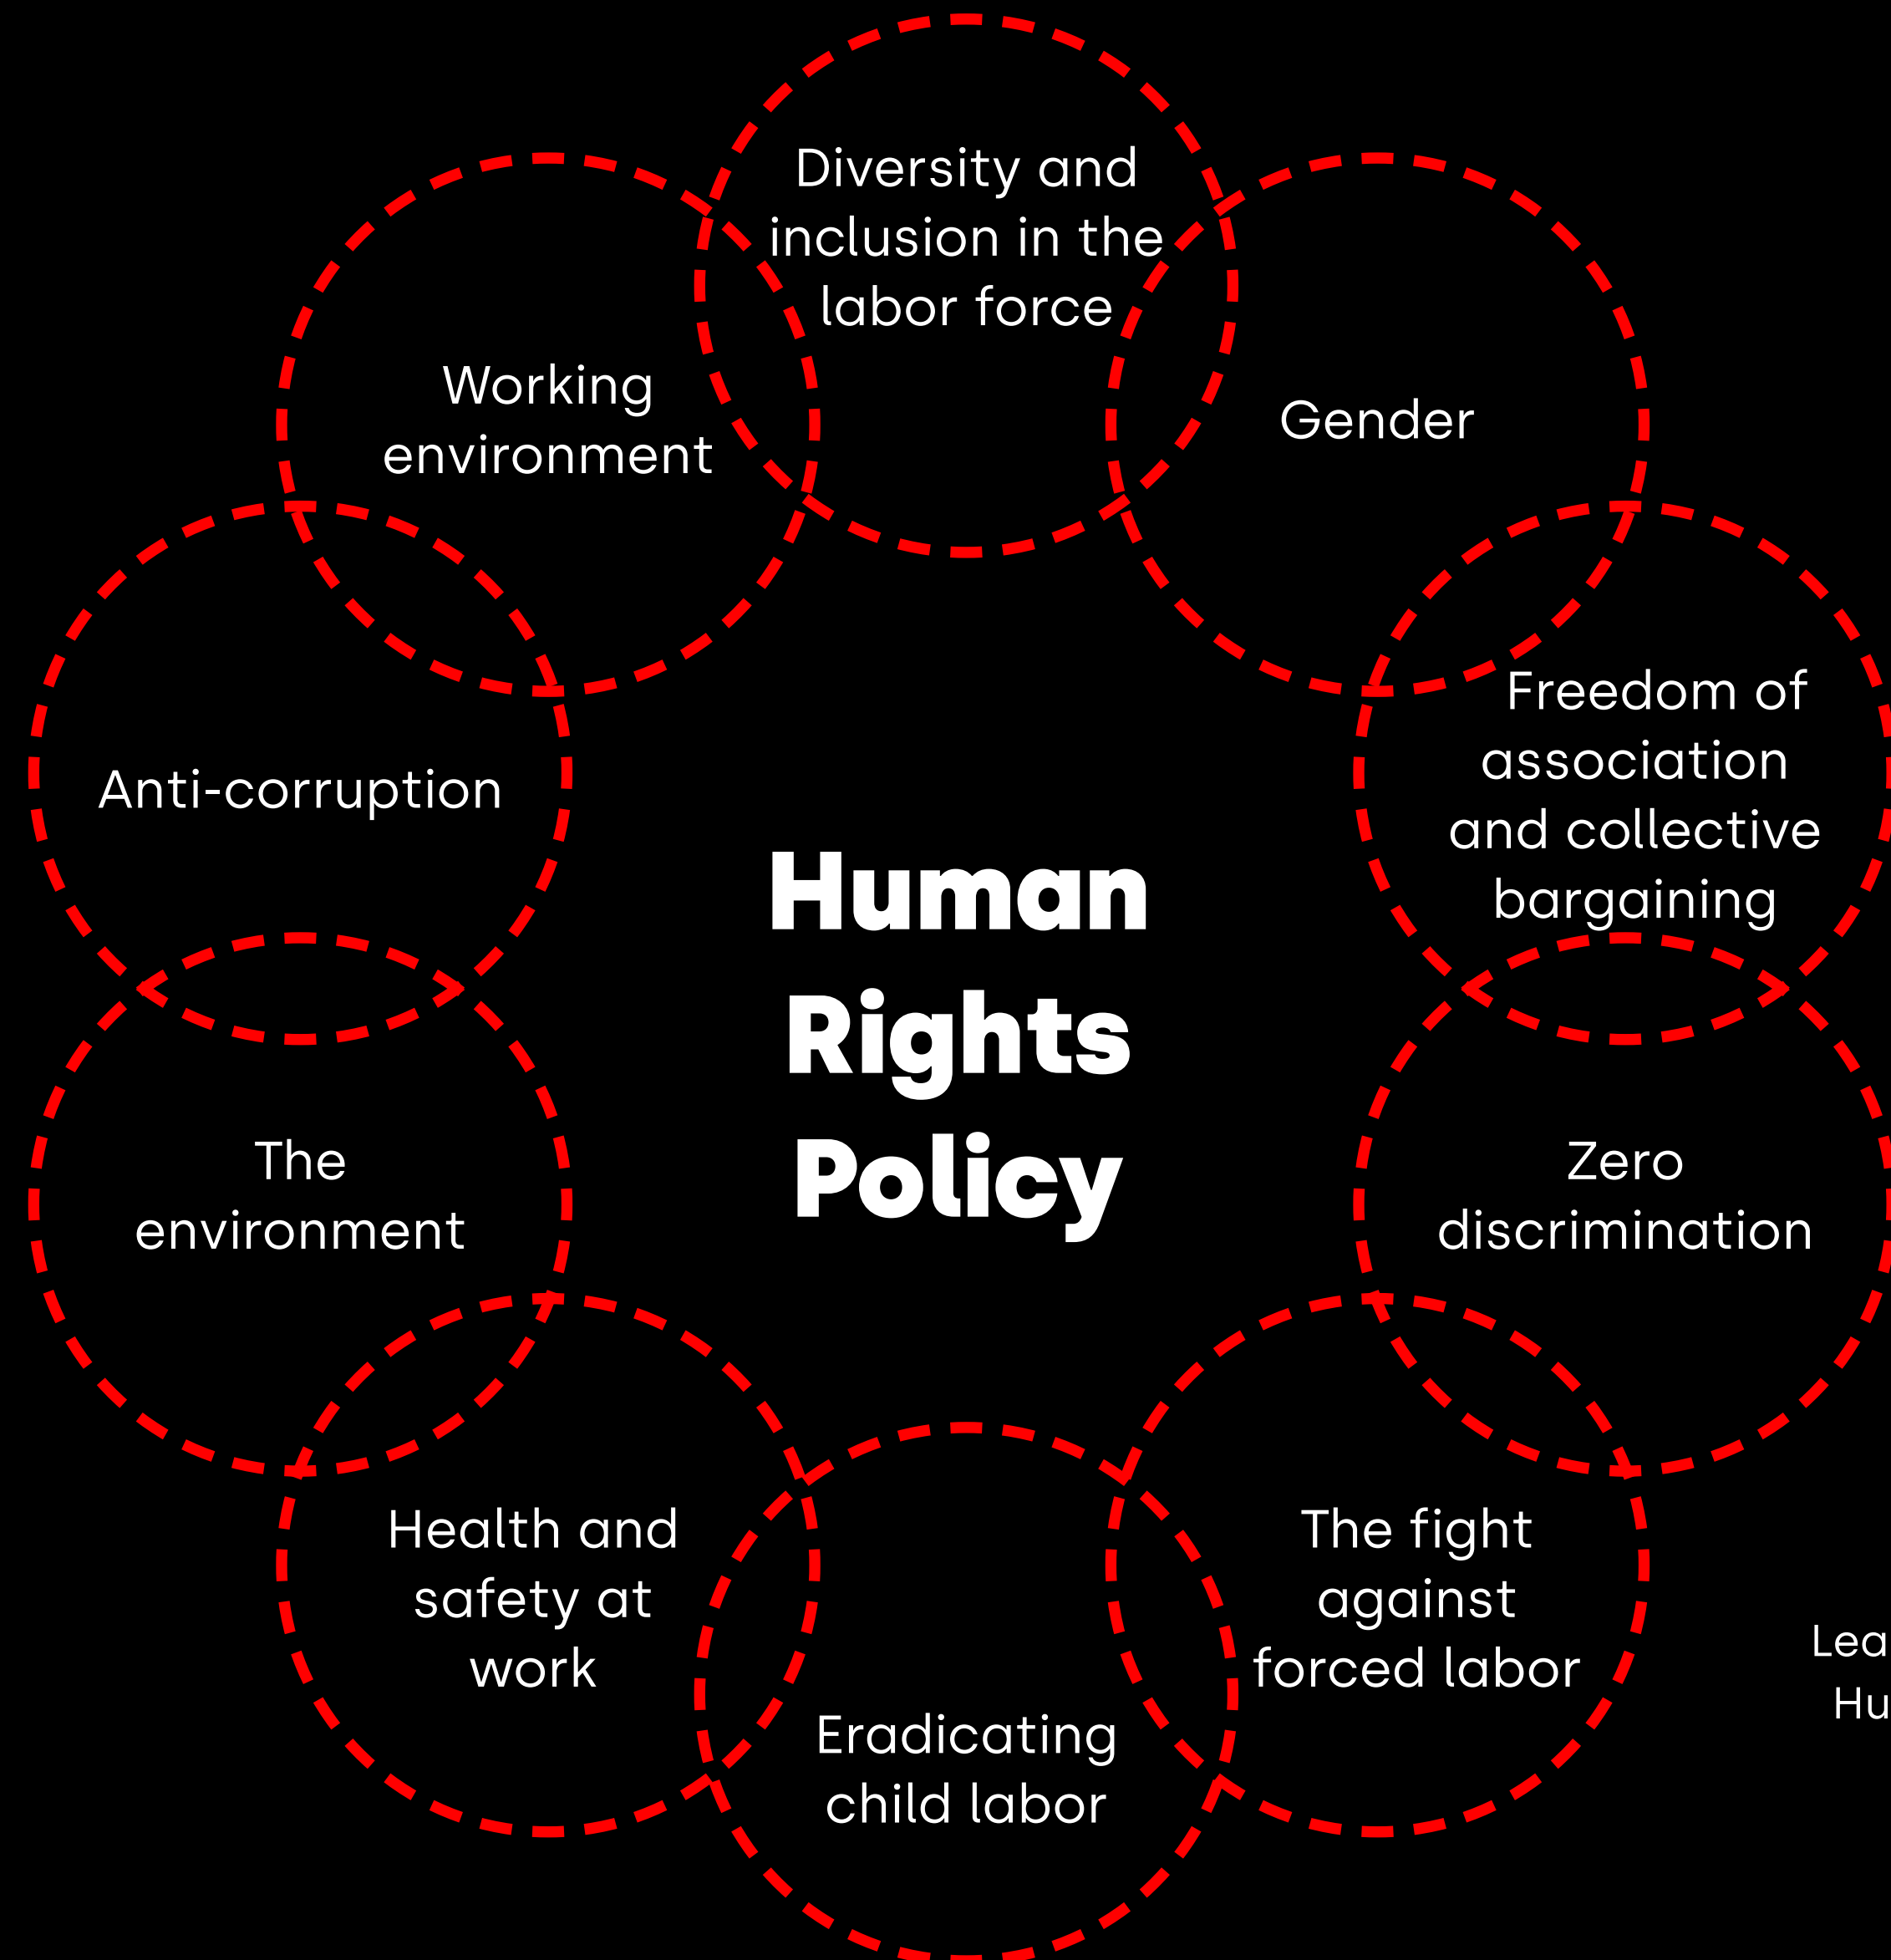 Diversity and
inclusion in the
labor force
Working
environment
Gender
Freedom of
association
and collective
bargaining
Anti-corruption
Human
Rights
Policy
The
environment
Zero
discrimination
Health and
safety at
work
The fight
against
forced labor
Eradicating
child labor